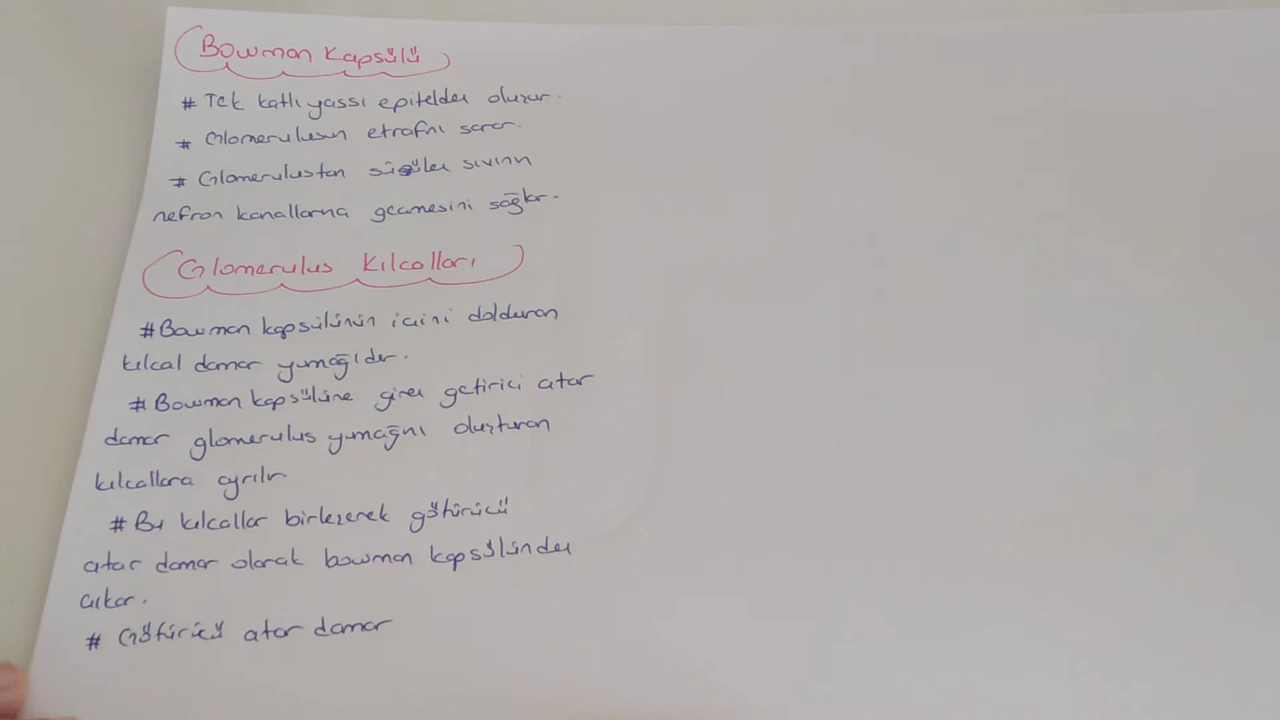 Bowman Kapsülü
# Tek katlı yassı epitelden oluşur.
# Glomerulusun etrafnı sarar.
# Glomerulustan süzülen sıvının
nefron kanallarına geçmesini sağlar.
Glomerulus Kılcalları
# Bowman kapsülünün içini dolduran
kılcal damar yumağıdır.
# Bowman kapsülüne giren getirici atar
damar glomerulus yumağını oluşturan
kılcallara ayrılır
# Bu kılcallar birleşerek götürücü
atar damar olarak bowman kapsülünden
çıkar.
# Götürücü atar damar